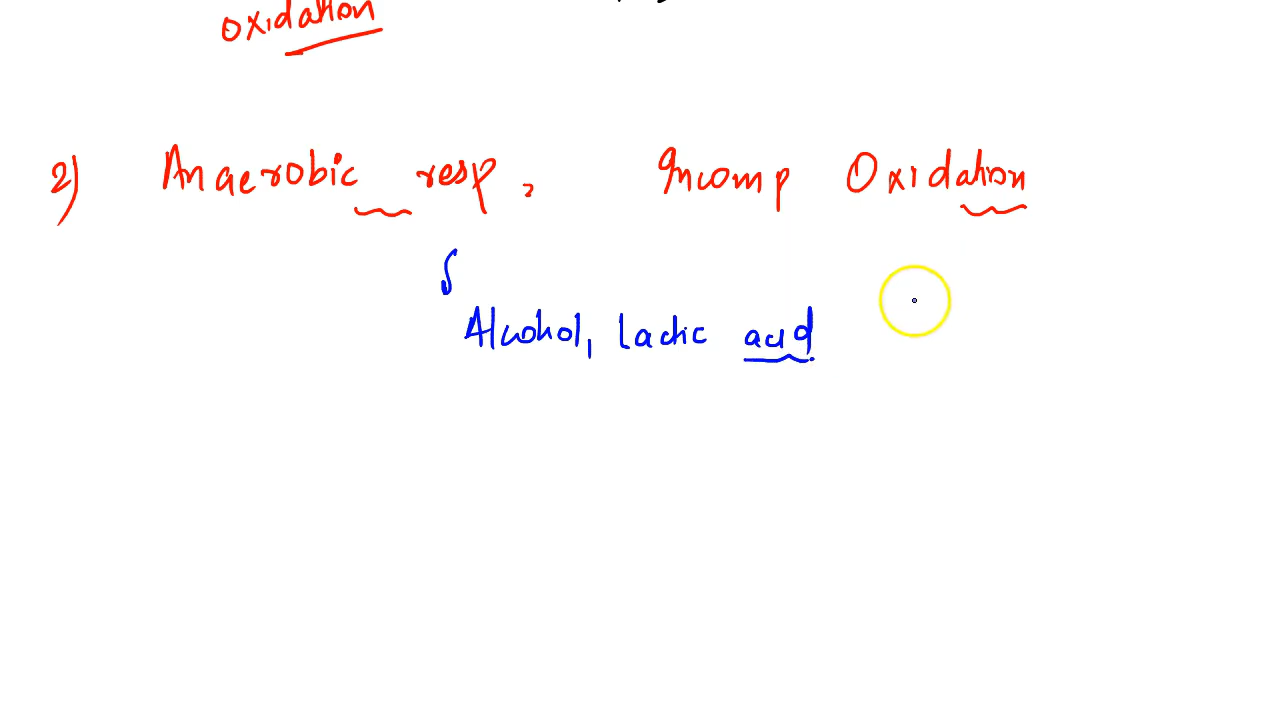 oxidation
2) Anaerobic resp, Incomp Oxidation
Alcohol, lactic acid